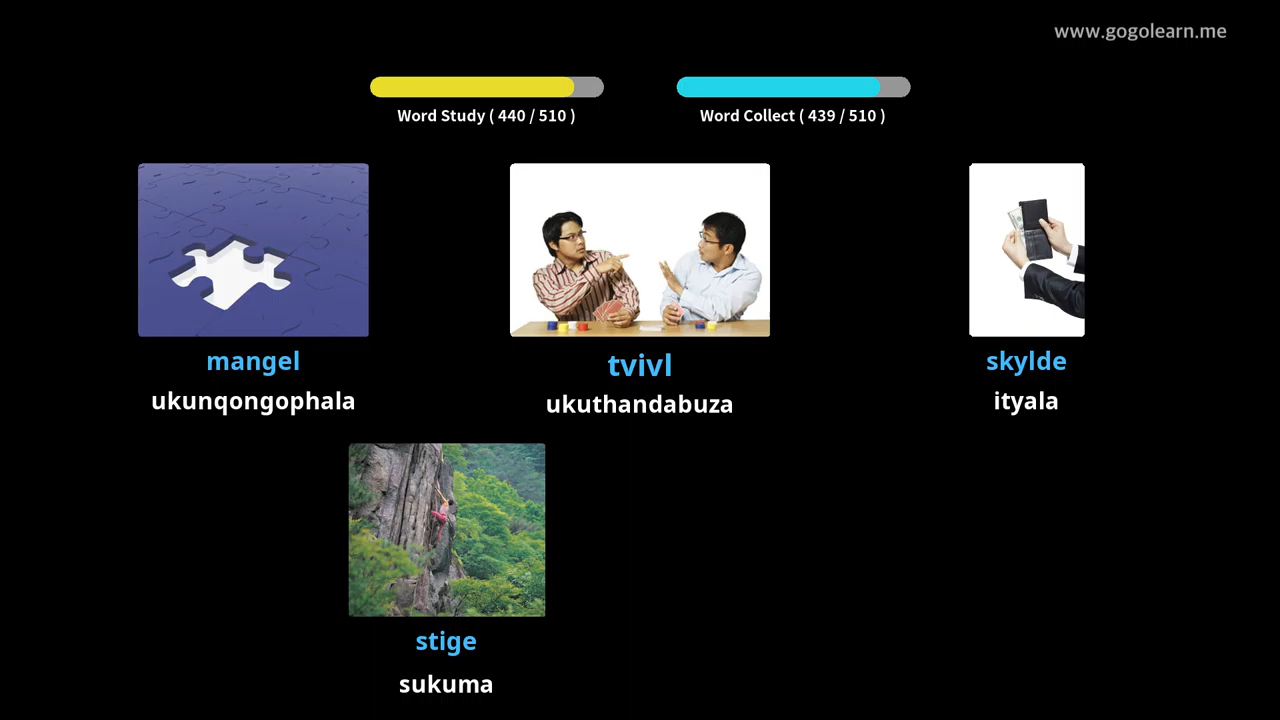 www.gogolearn.me
Word Study ( 440 / 510 )
Word Collect ( 439 / 510 )
mangel
ukunqongophala
tvivl
ukuthandabuza
skylde
ityala
stige
sukuma